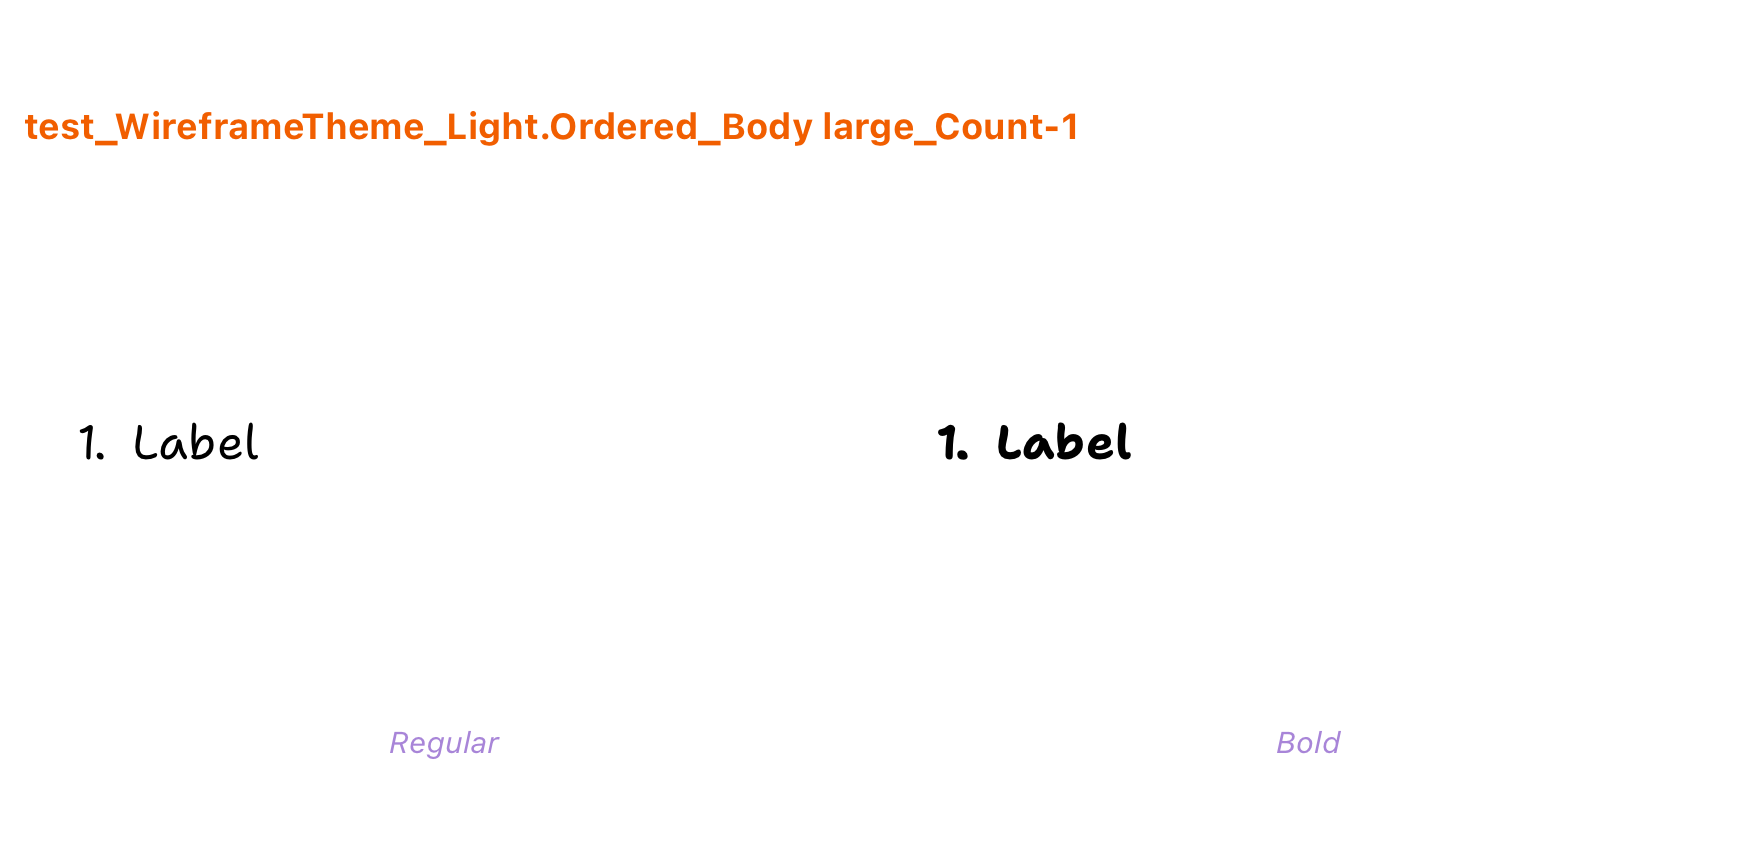 test_WireframeTheme_Light.Ordered_Body large_Count-1
1. Label
1. Label
Regular
Bold